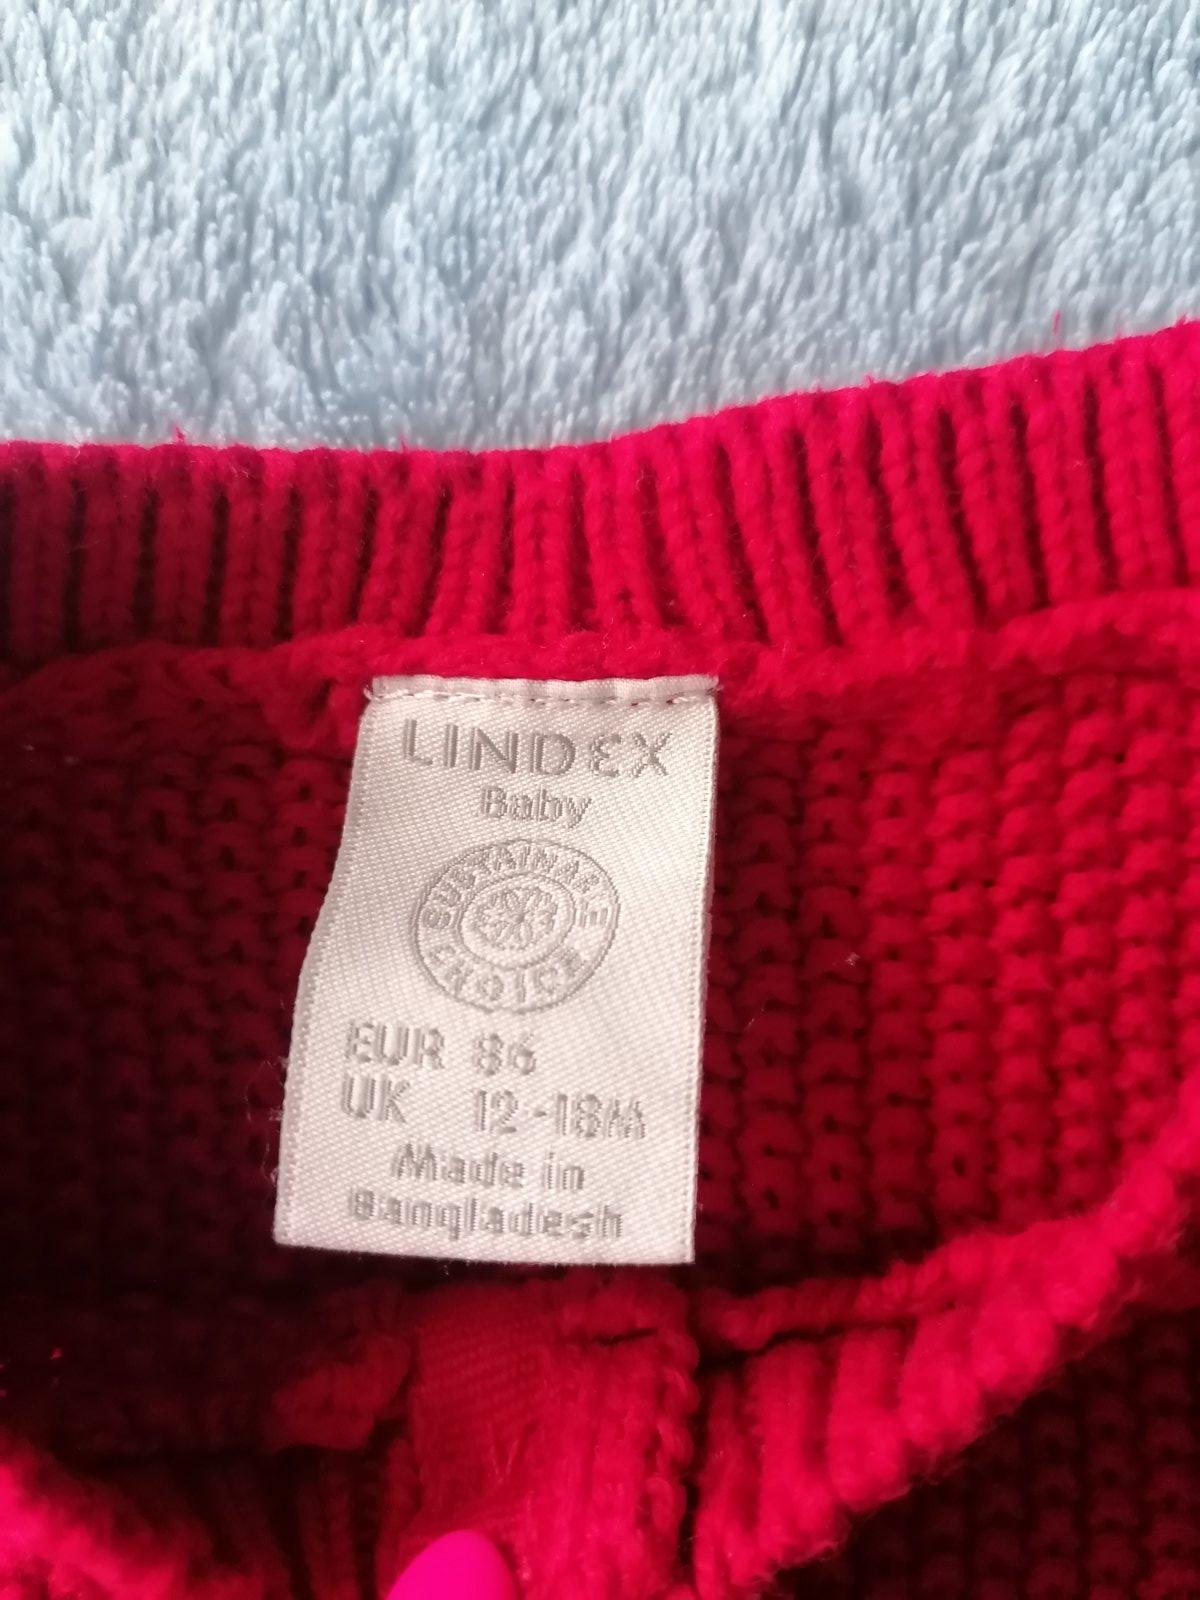 LINDEX
Baby
SUSTAINABLE
CHOICE
EUR 86
UK 12-18M
Made in
Bangladesh